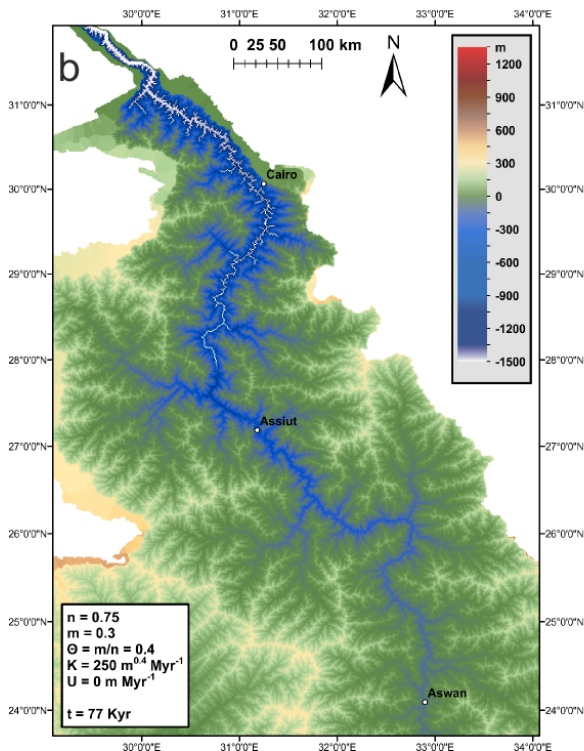 30°0'0"E
31°0'0"E
32°0'0"E
33°0'0"E
34°0'0"E
b
0 25 50 100 km
N
m
1200
900
600
300
0
-300
-600
-900
-1200
-1500
31°0'0"N
31°0'0"N
30°0'0"N
30°0'0"N
29°0'0"N
29°0'0"N
28°0'0"N
28°0'0"N
27°0'0"N
27°0'0"N
26°0'0"N
26°0'0"N
25°0'0"N
25°0'0"N
24°0'0"N
24°0'0"N
Cairo
Assiut
Aswan
n = 0.75
m = 0.3
Θ = m/n = 0.4
K = 250 m⁰·⁴ Myr⁻¹
U = 0 m Myr⁻¹
t = 77 Kyr
30°0'0"E
31°0'0"E
32°0'0"E
33°0'0"E
34°0'0"E